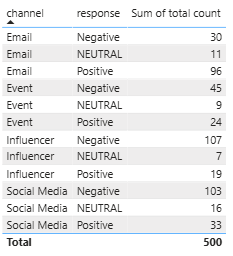 channel response Sum of total count
Email Negative 30
Email NEUTRAL 11
Email Positive 96
Event Negative 45
Event NEUTRAL 9
Event Positive 24
Influencer Negative 107
Influencer NEUTRAL 7
Influencer Positive 19
Social Media Negative 103
Social Media NEUTRAL 16
Social Media Positive 33
Total 500